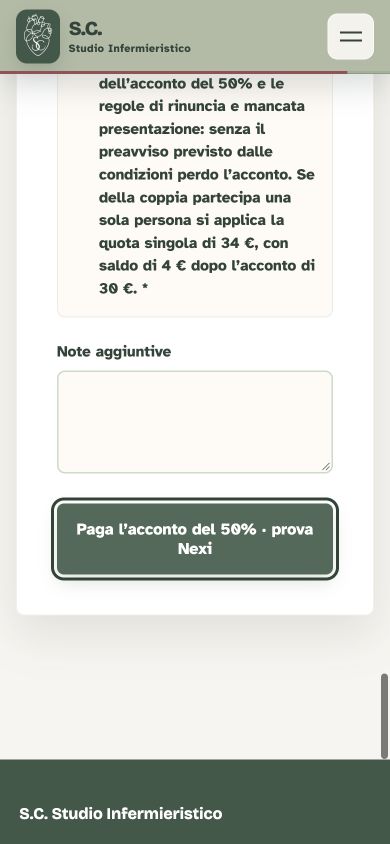 S.C.
Studio Infermieristico
dell’acconto del 50% e le
regole di rinuncia e mancata
presentazione: senza il
preavviso previsto dalle
condizioni perdo l’acconto. Se
della coppia partecipa una
sola persona si applica la
quota singola di 34 €, con
saldo di 4 € dopo l’acconto di
30 €. *
Note aggiuntive
Paga l’acconto del 50% · prova
Nexi
S.C. Studio Infermieristico